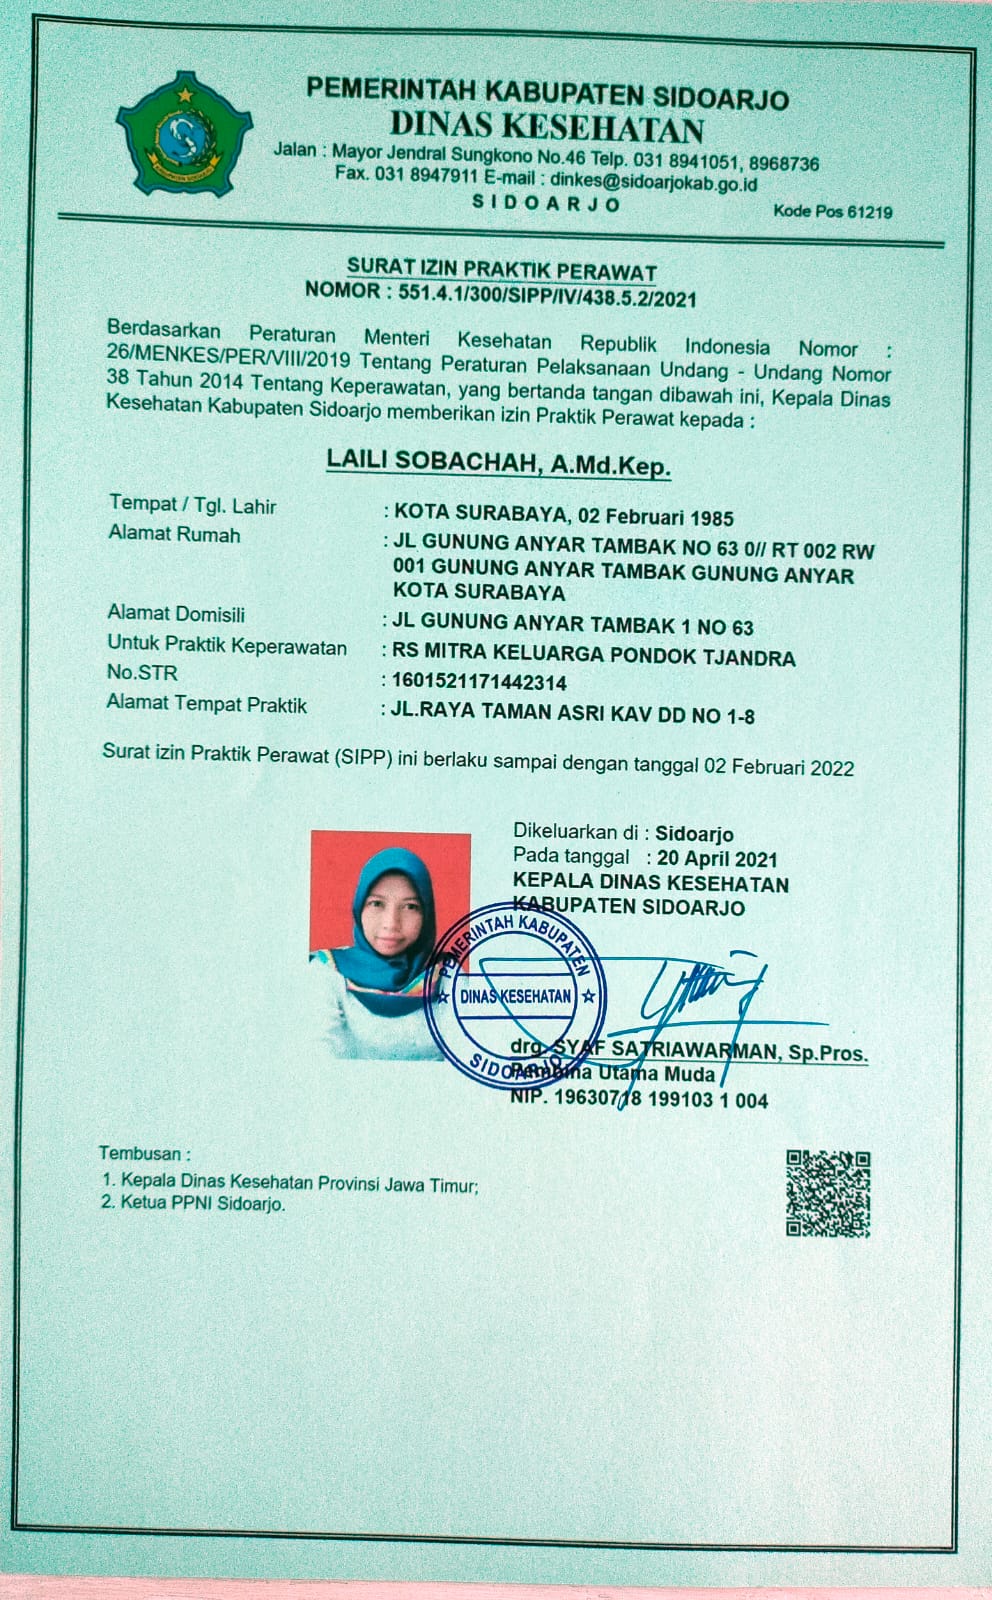 PEMERINTAH KABUPATEN SIDOARJO
DINAS KESEHATAN
Jalan : Mayor Jendral Sungkono No.46 Telp. 031 8941051, 8968736
Fax. 031 8947911 E-mail : dinkes@sidoarjokab.go.id
S I D O A R J O
Kode Pos 61219
SURAT IZIN PRAKTIK PERAWAT
NOMOR : 551.4.1/300/SIPP/IV/438.5.2/2021
Berdasarkan Peraturan Menteri Kesehatan Republik Indonesia Nomor :
26/MENKES/PER/VIII/2019 Tentang Peraturan Pelaksanaan Undang - Undang Nomor
38 Tahun 2014 Tentang Keperawatan, yang bertanda tangan dibawah ini, Kepala Dinas
Kesehatan Kabupaten Sidoarjo memberikan izin Praktik Perawat kepada :
LAILI SOBACHAH, A.Md.Kep.
Tempat / Tgl. Lahir : KOTA SURABAYA, 02 Februari 1985
Alamat Rumah : JL GUNUNG ANYAR TAMBAK NO 63 0// RT 002 RW
001 GUNUNG ANYAR TAMBAK GUNUNG ANYAR
KOTA SURABAYA
Alamat Domisili : JL GUNUNG ANYAR TAMBAK 1 NO 63
Untuk Praktik Keperawatan : RS MITRA KELUARGA PONDOK TJANDRA
No.STR : 1601521171442314
Alamat Tempat Praktik : JL.RAYA TAMAN ASRI KAV DD NO 1-8
Surat izin Praktik Perawat (SIPP) ini berlaku sampai dengan tanggal 02 Februari 2022
Dikeluarkan di : Sidoarjo
Pada tanggal : 20 April 2021
KEPALA DINAS KESEHATAN
KABUPATEN SIDOARJO
PEMERINTAH KABUPATEN
DINAS KESEHATAN
SIDOARJO
drg. SYAF SATRIAWARMAN, Sp.Pros.
Pembina Utama Muda
NIP. 19630718 199103 1 004
Tembusan :
1. Kepala Dinas Kesehatan Provinsi Jawa Timur;
2. Ketua PPNI Sidoarjo.